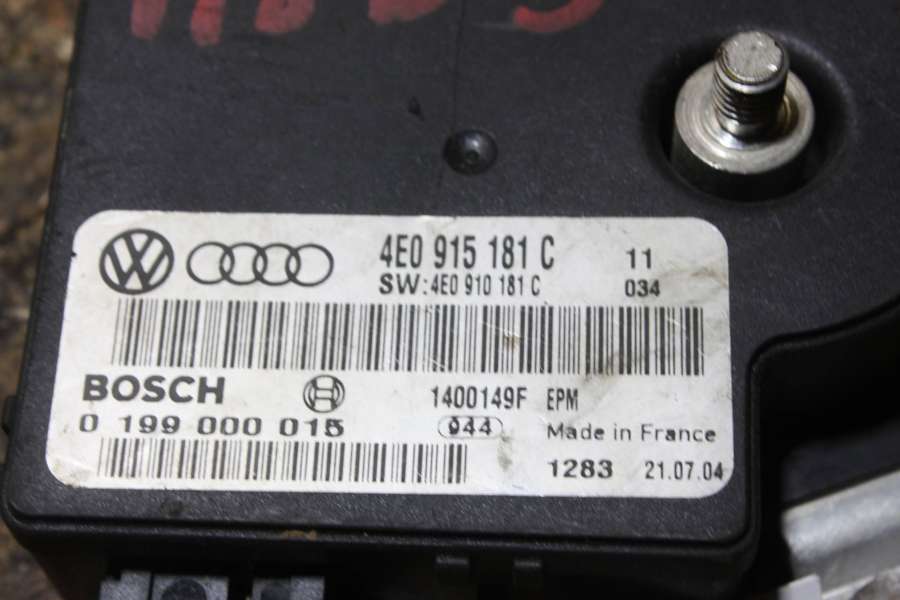 4E0 915 181 C 11
SW:4E0 910 181 C 034
BOSCH 1400149F EPM
0 199 000 015 944 Made in France
1283 21.07.04